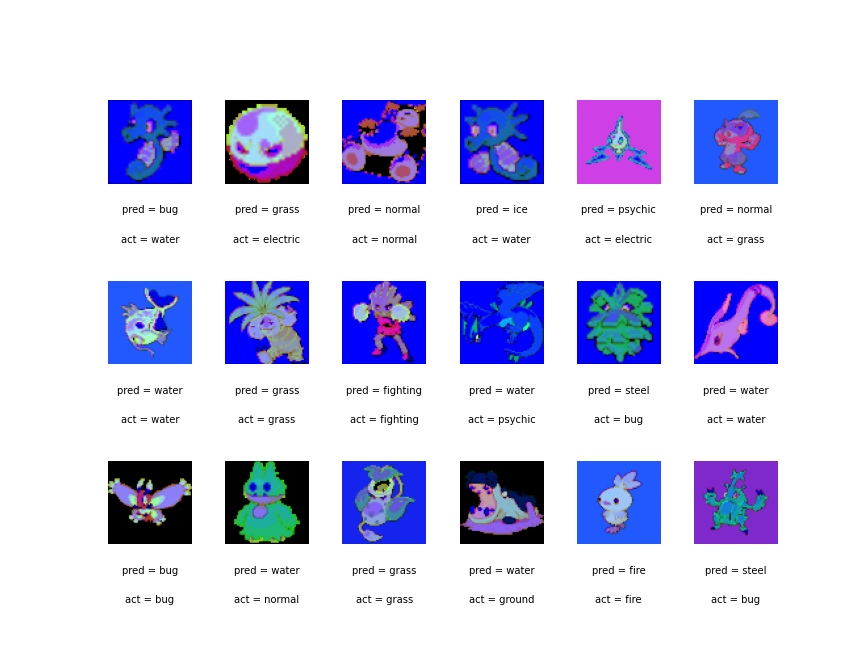 pred = bug pred = grass pred = normal pred = ice pred = psychic pred = normal
act = water act = electric act = normal act = water act = electric act = grass
pred = water pred = grass pred = fighting pred = water pred = steel pred = water
act = water act = grass act = fighting act = psychic act = bug act = water
pred = bug pred = water pred = grass pred = water pred = fire pred = steel
act = bug act = normal act = grass act = ground act = fire act = bug